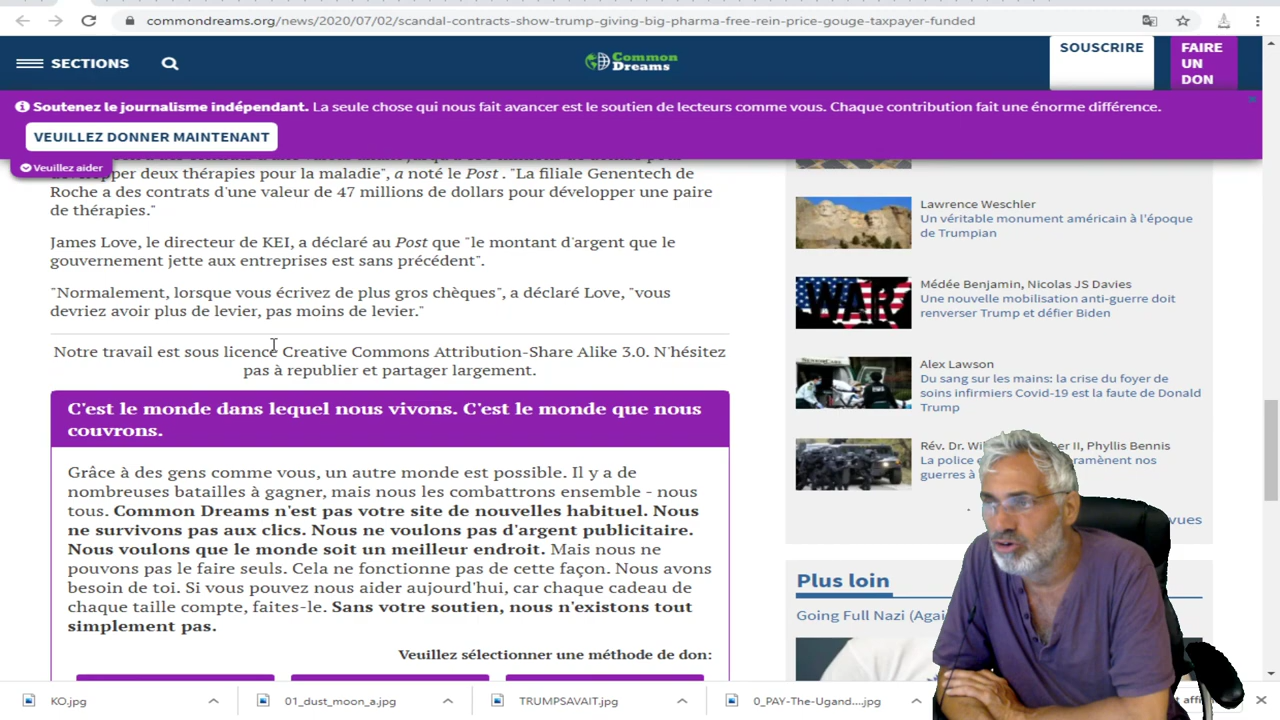 commondreams.org/news/2020/07/02/scandal-contracts-show-trump-giving-big-pharma-free-rein-price-gouge-taxpayer-funded
SECTIONS
Common
Dreams
SOUSCRIRE
FAIRE
UN
DON
Soutenez le journalisme indépendant. La seule chose qui nous fait avancer est le soutien de lecteurs comme vous. Chaque contribution fait une énorme différence.
VEUILLEZ DONNER MAINTENANT
Veuillez aider
deux thérapies pour la maladie", a noté le Post . "La filiale Genentech de
Roche a des contrats d'une valeur de 47 millions de dollars pour développer une paire
de thérapies."
James Love, le directeur de KEI, a déclaré au Post que "le montant d'argent que le
gouvernement jette aux entreprises est sans précédent".
"Normalement, lorsque vous écrivez de plus gros chèques", a déclaré Love, "vous
devriez avoir plus de levier, pas moins de levier."
Notre travail est sous licence Creative Commons Attribution-Share Alike 3.0. N'hésitez
pas à republier et partager largement.
C'est le monde dans lequel nous vivons. C'est le monde que nous
couvrons.
Grâce à des gens comme vous, un autre monde est possible. Il y a de
nombreuses batailles à gagner, mais nous les combattrons ensemble - nous
tous. Common Dreams n'est pas votre site de nouvelles habituel. Nous
ne survivons pas aux clics. Nous ne voulons pas d'argent publicitaire.
Nous voulons que le monde soit un meilleur endroit. Mais nous ne
pouvons pas le faire seuls. Cela ne fonctionne pas de cette façon. Nous avons
besoin de toi. Si vous pouvez nous aider aujourd'hui, car chaque cadeau de
chaque taille compte, faites-le. Sans votre soutien, nous n'existons tout
simplement pas.
Veuillez sélectionner une méthode de don:
Lawrence Weschler
Un véritable monument américain à l'époque
de Trumpian
Médée Benjamin, Nicolas JS Davies
Une nouvelle mobilisation anti-guerre doit
renverser Trump et défier Biden
WAR
Alex Lawson
Du sang sur les mains: la crise du foyer de
soins infirmiers Covid-19 est la faute de Donald
Trump
Rév. Dr. II, Phyllis Bennis
La police nos
guerres à
vues
Plus loin
Going Full Nazi (Agai
KO.jpg
01_dust_moon_a.jpg
TRUMPSAVAIT.jpg
0_PAY-The-Ugand....jpg